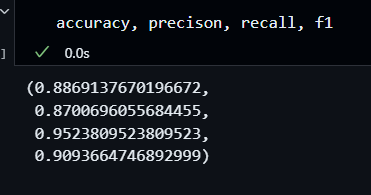 accuracy, precison, recall, f1
] ✓ 0.0s
(0.8869137670196672,
0.8700696055684455,
0.9523809523809523,
0.9093664746892999)